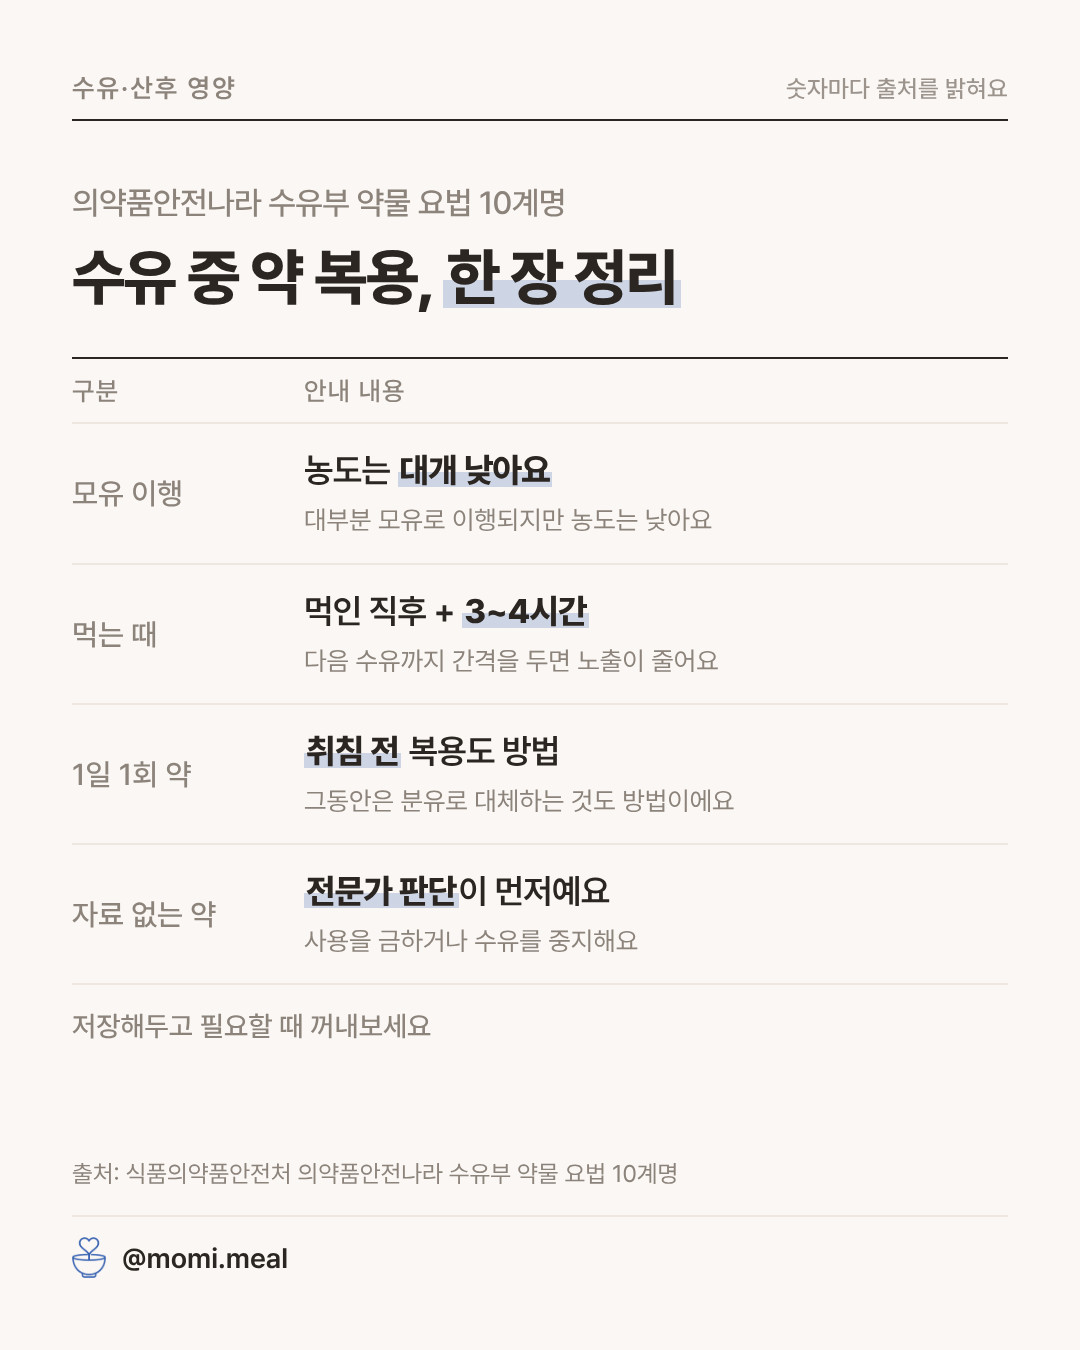 수유·산후 영양
숫자마다 출처를 밝혀요
의약품안전나라 수유부 약물 요법 10계명
수유 중 약 복용, 한 장 정리
구분
안내 내용
모유 이행
농도는 대개 낮아요
대부분 모유로 이행되지만 농도는 낮아요
먹는 때
먹인 직후 + 3~4시간
다음 수유까지 간격을 두면 노출이 줄어요
1일 1회 약
취침 전 복용도 방법
그동안은 분유로 대체하는 것도 방법이에요
자료 없는 약
전문가 판단이 먼저예요
사용을 금하거나 수유를 중지해요
저장해두고 필요할 때 꺼내보세요
출처: 식품의약품안전처 의약품안전나라 수유부 약물 요법 10계명
@momi.meal